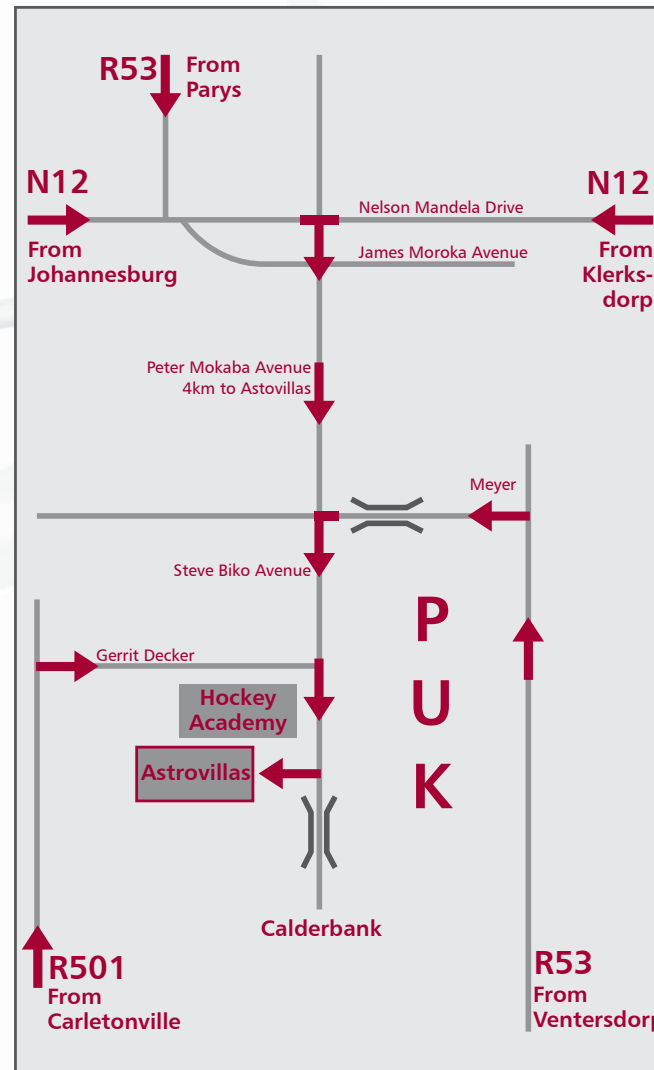 R53
From
Parys
N12
From
Johannesburg
N12
From
Klerks-
dorp
Nelson Mandela Drive
James Moroka Avenue
Peter Mokaba Avenue
4km to Astovillas
Meyer
Steve Biko Avenue
P
U
K
Gerrit Decker
Hockey
Academy
Astrovillas
Calderbank
R501
From
Carletonville
R53
From
Ventersdorp